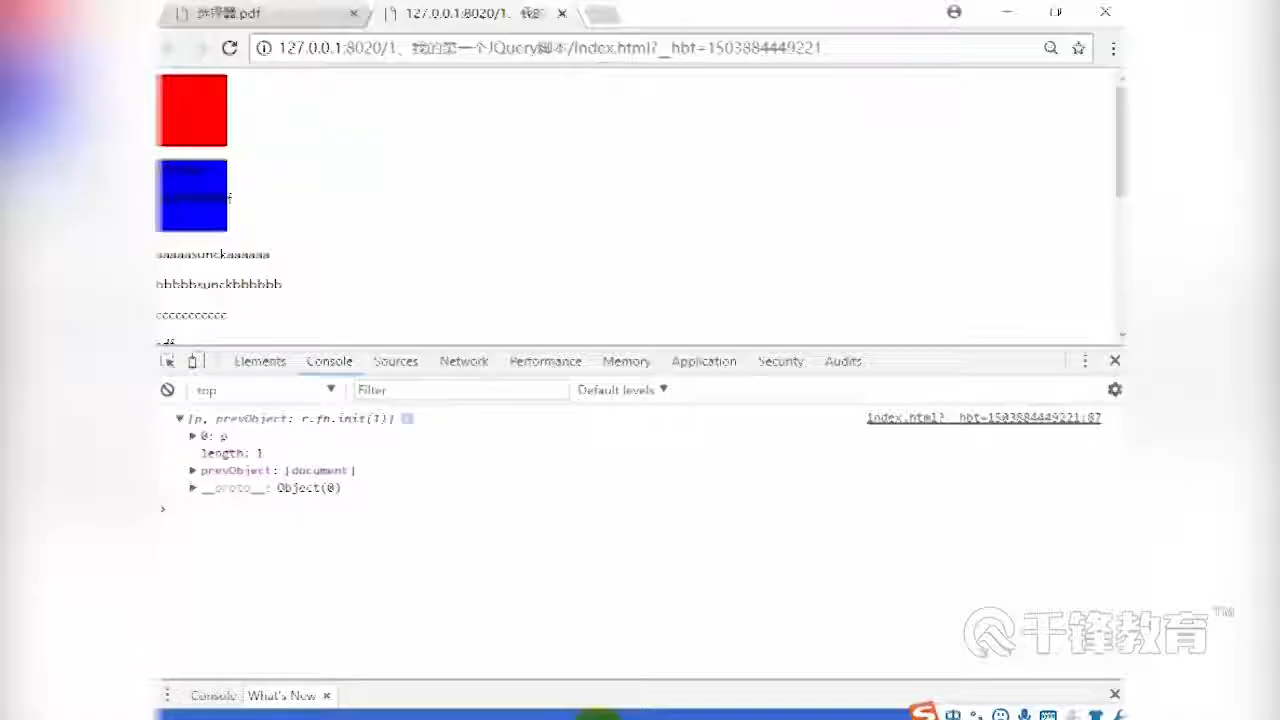 选择器.pdf
127.0.0.1:8020/1、我的
127.0.0.1:8020/1、我的第一个JQuery脚本/index.html?__hbt=1503884449221
aaaaasunckaaaaaa
bbbbbsunckbbbbbb
cccccccccc
Elements Console Sources Network Performance Memory Application Security Audits
top Filter Default levels
[p, prevObject: r.fn.init(1)] index.html?__hbt=1503884449221:87
0: p
length: 1
prevObject: [document]
__proto__: Object(0)
千锋教育™
Console What's New
中